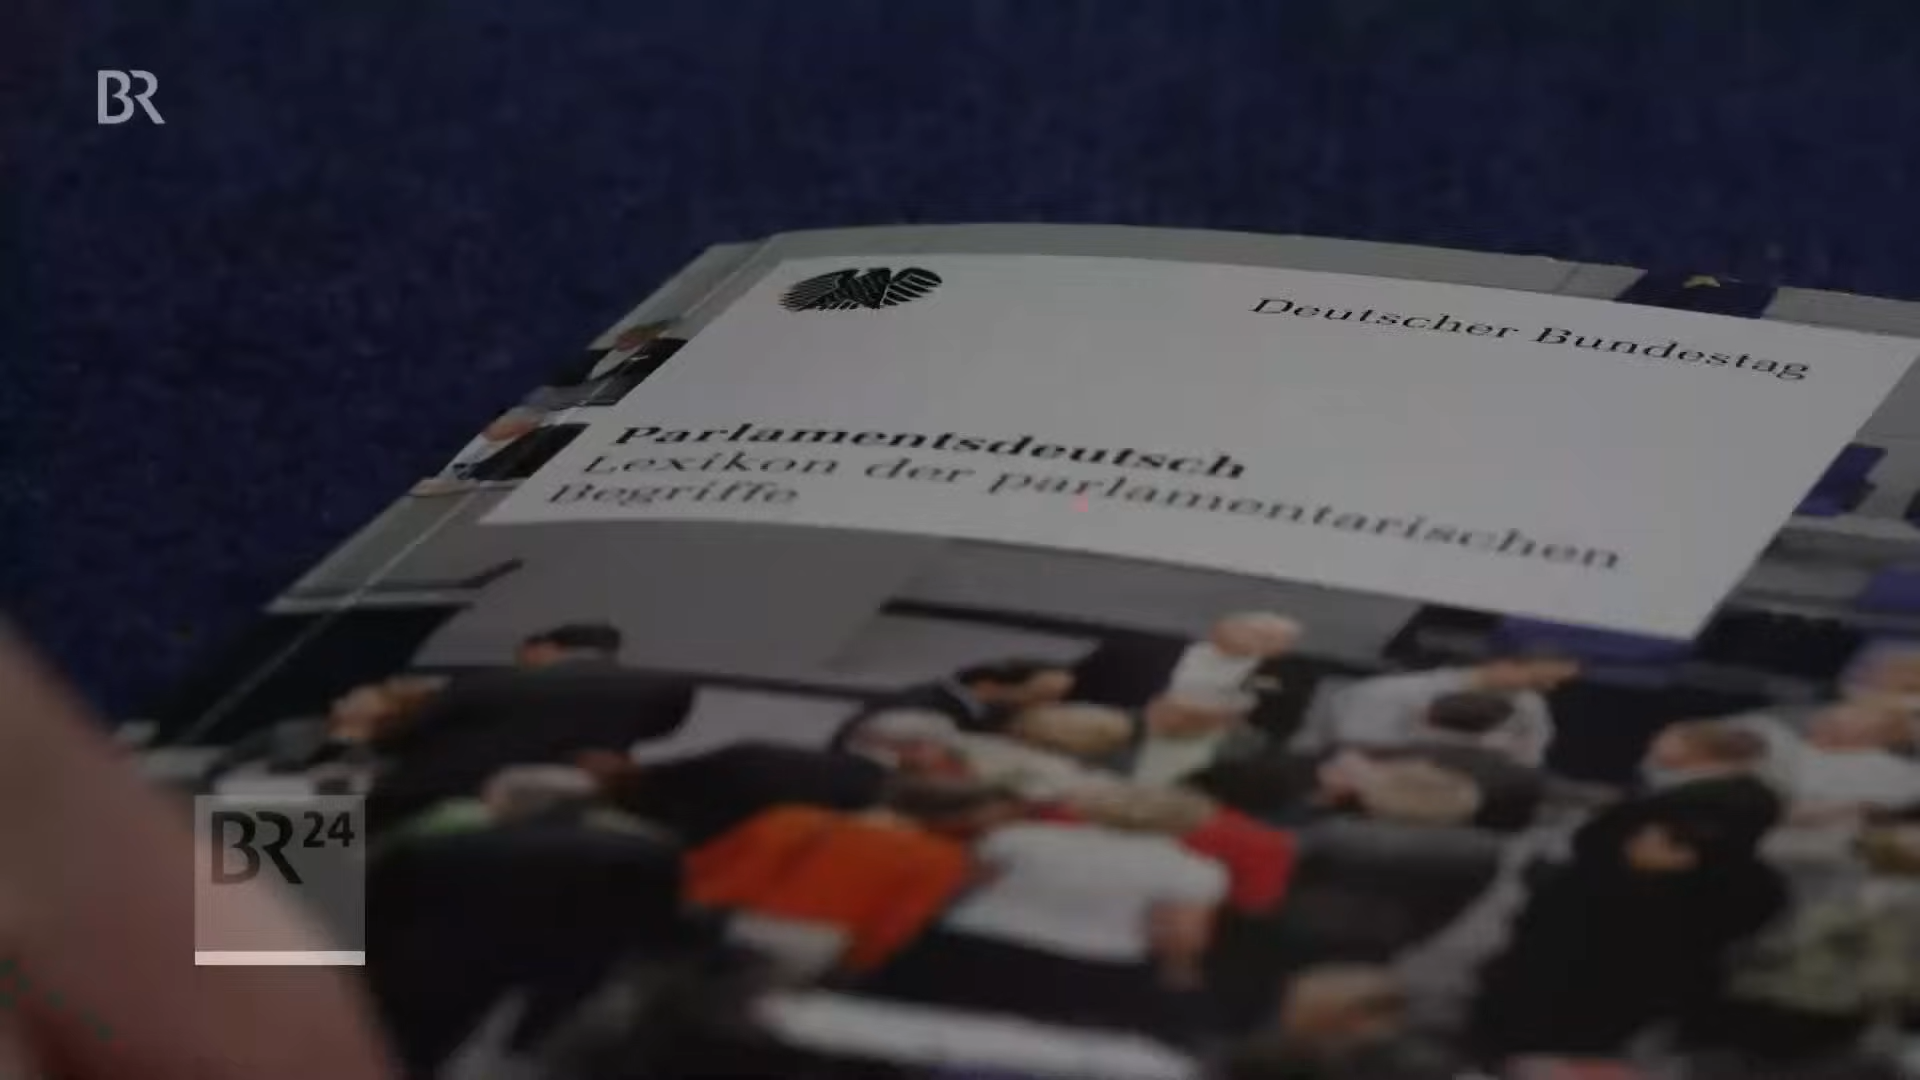 BR
Deutscher Bundestag
Parlamentsdeutsch
Lexikon der parlamentarischen
Begriffe
BR24